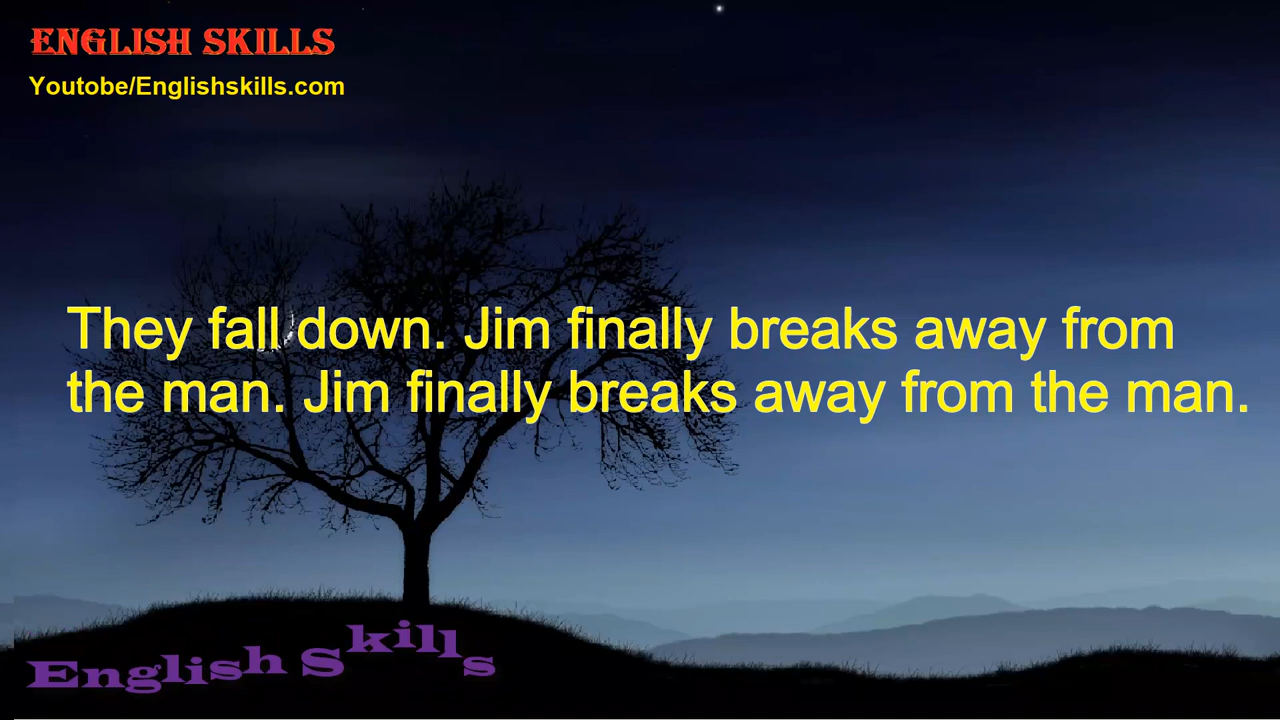 ENGLISH SKILLS
Youtobe/Englishskills.com
They fall down. Jim finally breaks away from
the man. Jim finally breaks away from the man.
English Skills